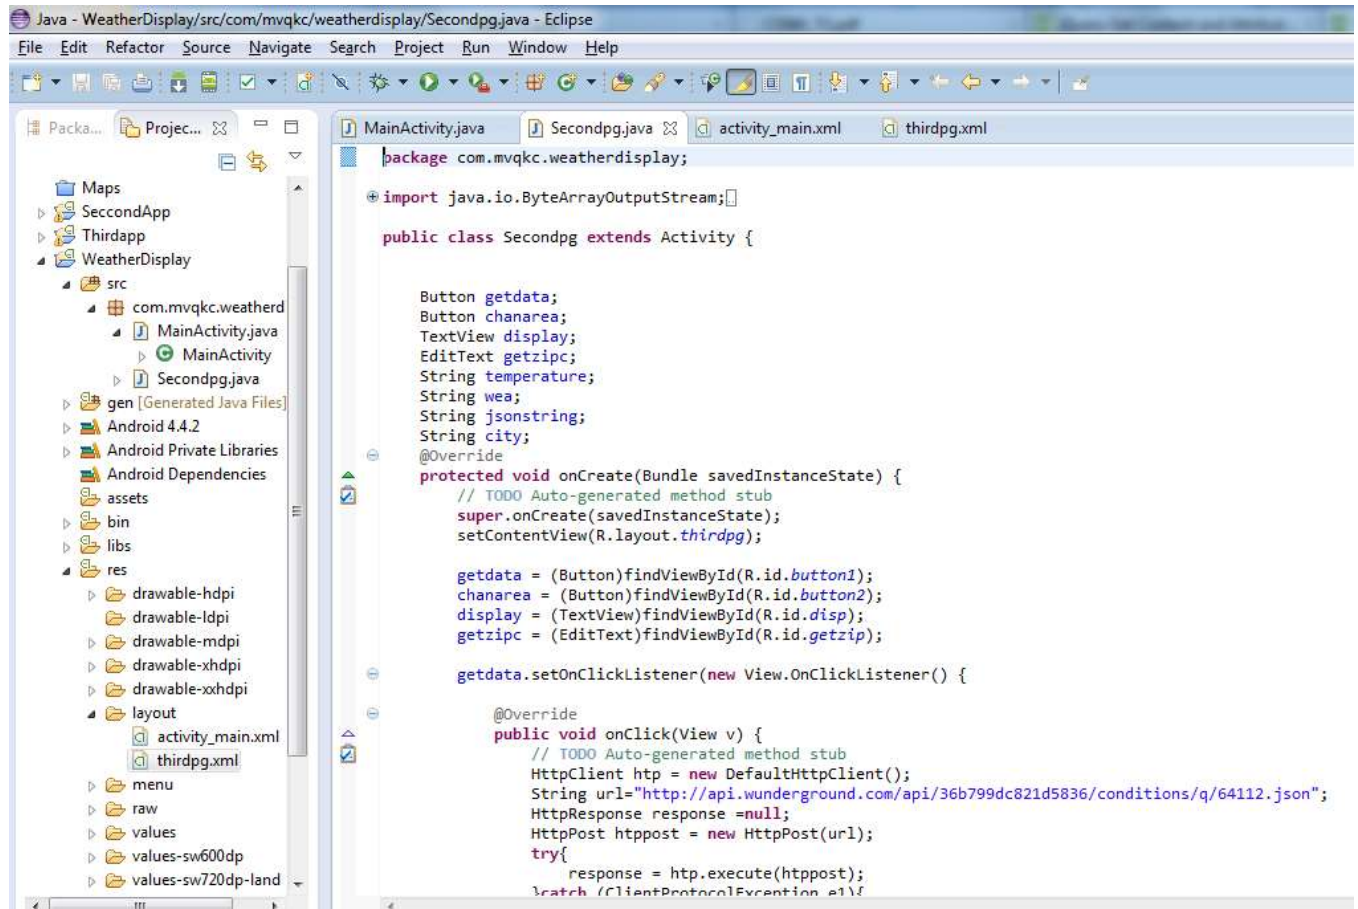 Java - WeatherDisplay/src/com/mvqkc/weatherdisplay/Secondpg.java - Eclipse
File Edit Refactor Source Navigate Search Project Run Window Help
Packa... Projec...
Maps
SeccondApp
Thirdapp
WeatherDisplay
src
com.mvqkc.weatherd
MainActivity.java
MainActivity
Secondpg.java
gen [Generated Java Files]
Android 4.4.2
Android Private Libraries
Android Dependencies
assets
bin
libs
res
drawable-hdpi
drawable-ldpi
drawable-mdpi
drawable-xhdpi
drawable-xxhdpi
layout
activity_main.xml
thirdpg.xml
menu
raw
values
values-sw600dp
values-sw720dp-land
MainActivity.java Secondpg.java activity_main.xml thirdpg.xml
package com.mvqkc.weatherdisplay;
import java.io.ByteArrayOutputStream;
public class Secondpg extends Activity {
Button getdata;
Button chanarea;
TextView display;
EditText getzipc;
String temperature;
String wea;
String jsonstring;
String city;
@Override
protected void onCreate(Bundle savedInstanceState) {
// TODO Auto-generated method stub
super.onCreate(savedInstanceState);
setContentView(R.layout.thirdpg);
getdata = (Button)findViewById(R.id.button1);
chanarea = (Button)findViewById(R.id.button2);
display = (TextView)findViewById(R.id.disp);
getzipc = (EditText)findViewById(R.id.getzip);
getdata.setOnClickListener(new View.OnClickListener() {
@Override
public void onClick(View v) {
// TODO Auto-generated method stub
HttpClient htp = new DefaultHttpClient();
String url="http://api.wunderground.com/api/36b799dc821d5836/conditions/q/64112.json";
HttpResponse response =null;
HttpPost htppost = new HttpPost(url);
try{
response = htp.execute(htppost);
}catch (ClientProtocolException e1){